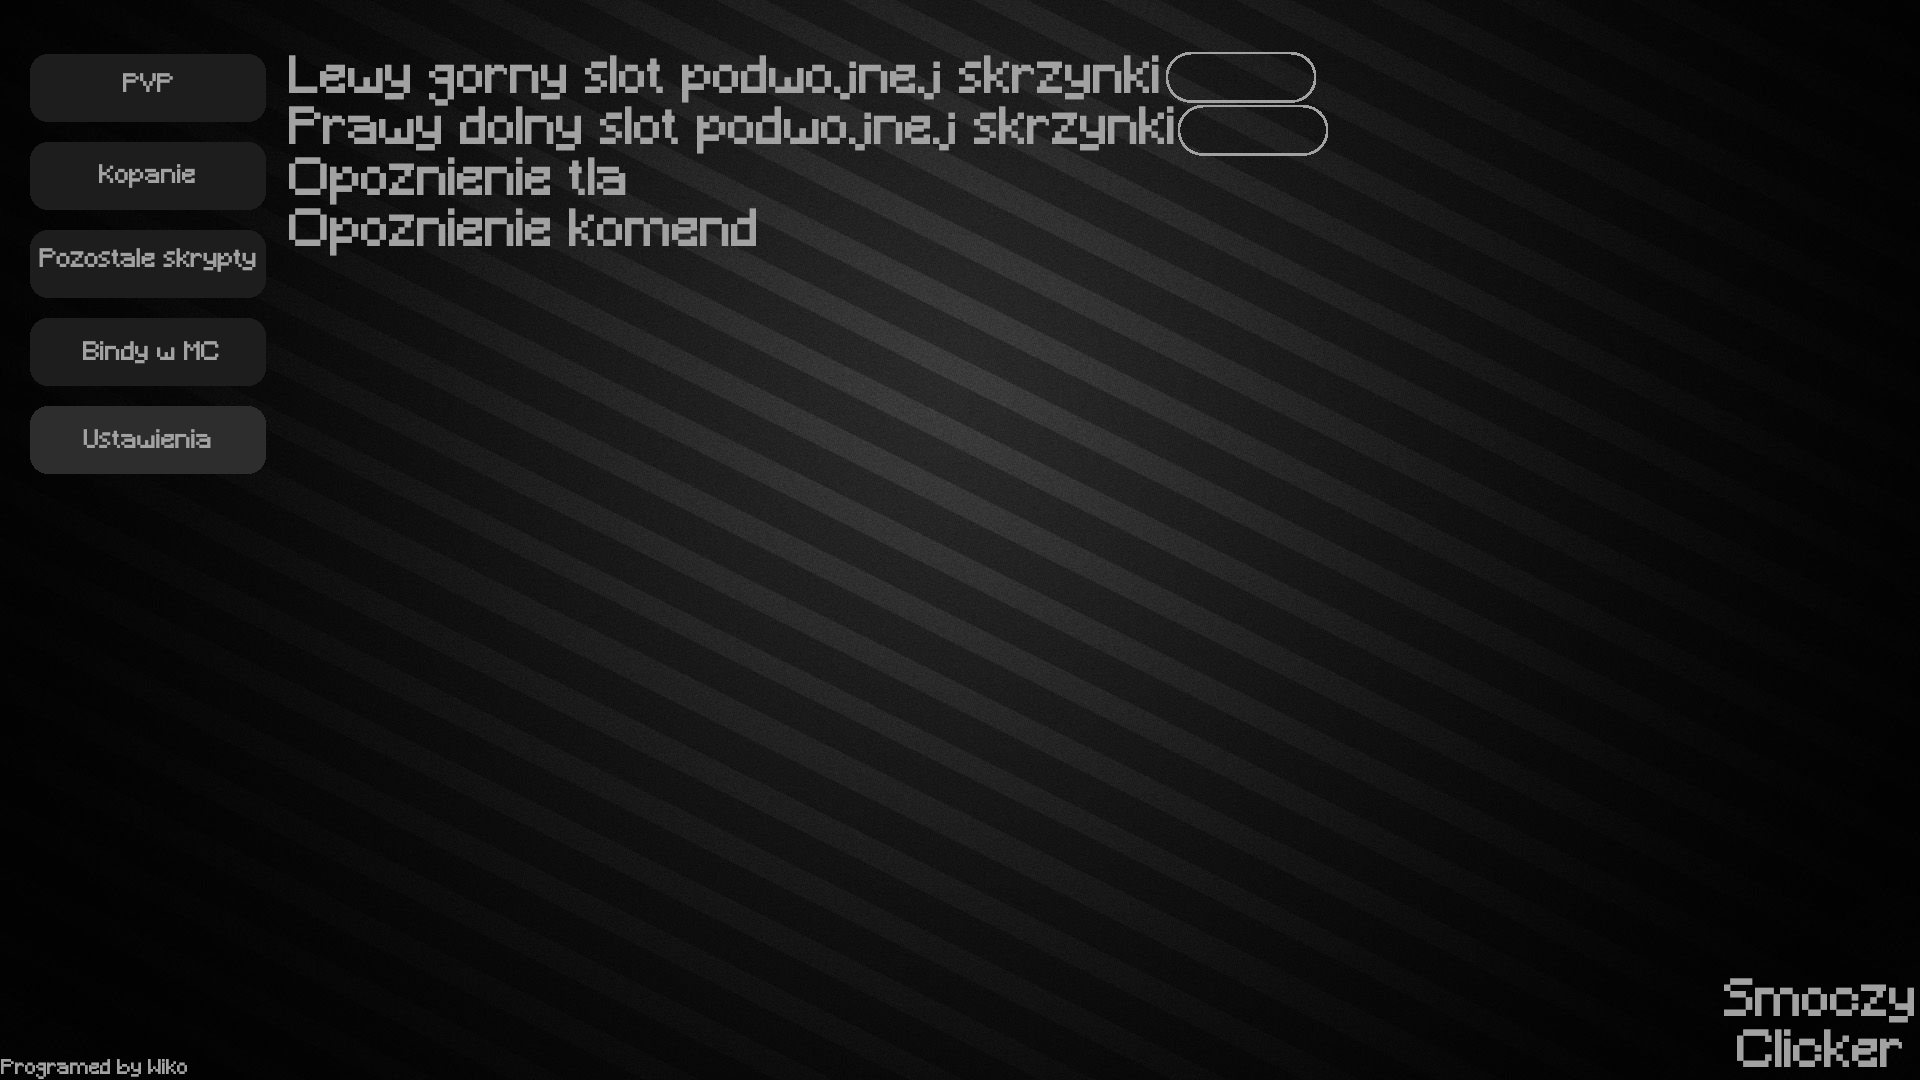 PVP
Kopanie
Pozostale skrypty
Bindy w MC
Ustawienia
Lewy gorny slot podwojnej skrzynki
Prawy dolny slot podwojnej skrzynki
Opoznienie tla
Opoznienie komend
Smoczy
Clicker
Programed by Wiko